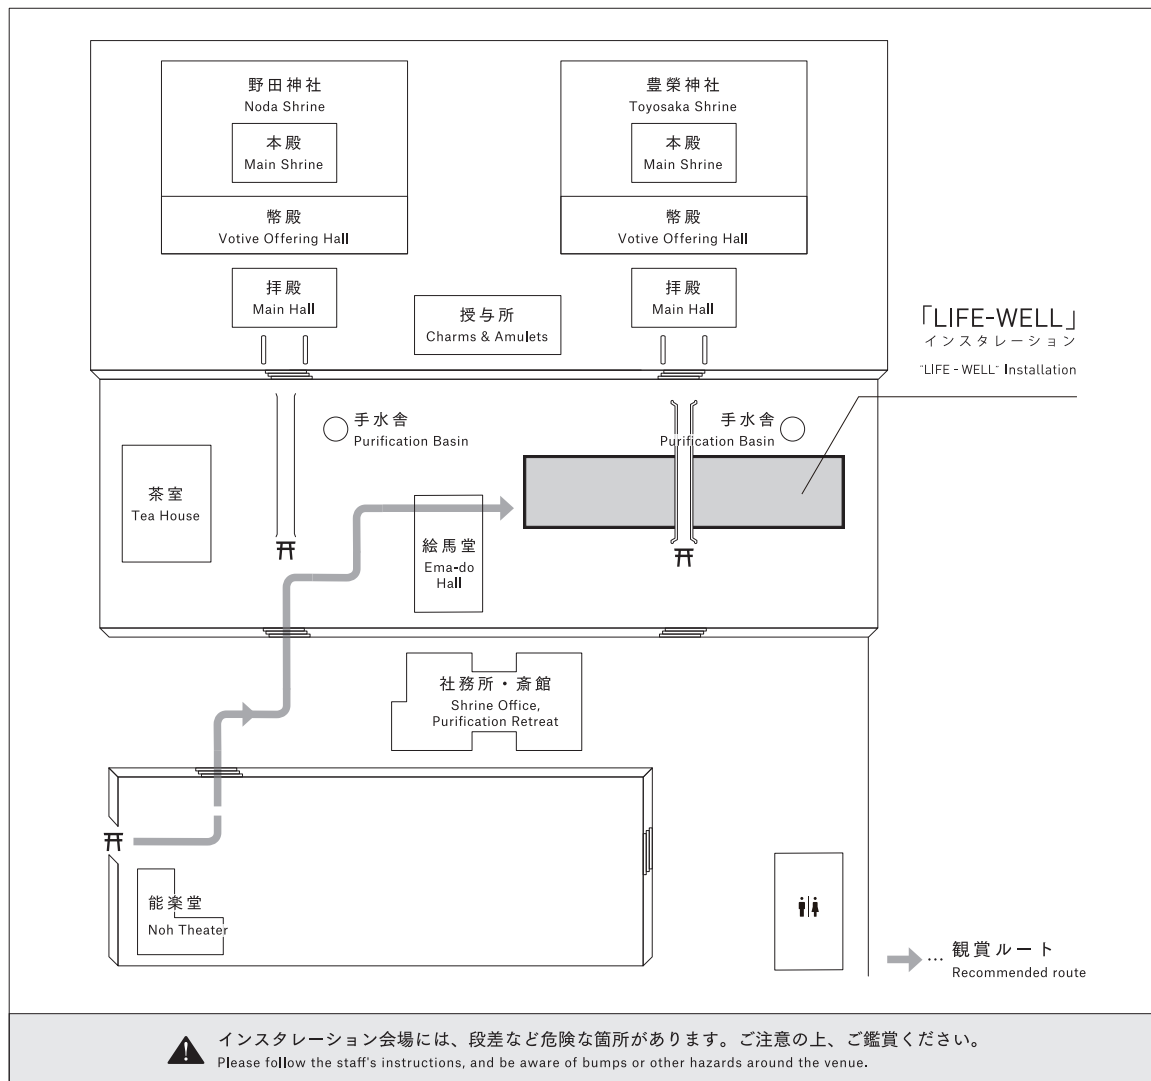 野田神社
Noda Shrine
本殿
Main Shrine
幣殿
Votive Offering Hall
拝殿
Main Hall
豊榮神社
Toyosaka Shrine
本殿
Main Shrine
幣殿
Votive Offering Hall
拝殿
Main Hall
授与所
Charms & Amulets
「LIFE-WELL」
インスタレーション
"LIFE - WELL" Installation
手水舎
Purification Basin
手水舎
Purification Basin
茶室
Tea House
絵馬堂
Ema-do
Hall
社務所・斎館
Shrine Office,
Purification Retreat
能楽堂
Noh Theater
… 観賞ルート
Recommended route
インスタレーション会場には、段差など危険な箇所があります。ご注意の上、ご鑑賞ください。
Please follow the staff's instructions, and be aware of bumps or other hazards around the venue.